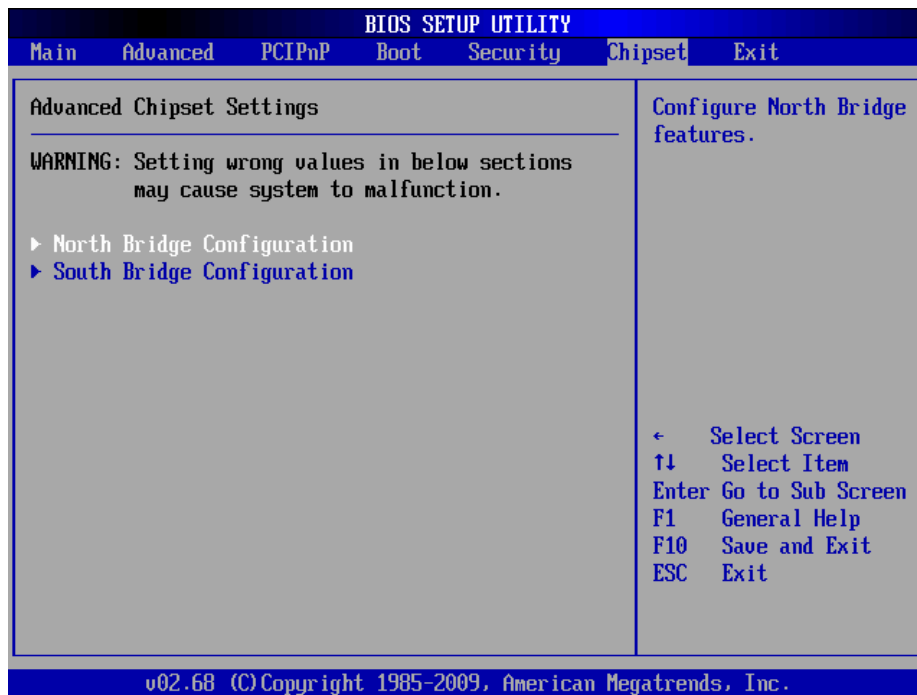 BIOS SETUP UTILITY
Main Advanced PCIPnP Boot Security Chipset Exit
Advanced Chipset Settings
WARNING: Setting wrong values in below sections
may cause system to malfunction.
▶ North Bridge Configuration
▶ South Bridge Configuration
Configure North Bridge
features.
← Select Screen
↑↓ Select Item
Enter Go to Sub Screen
F1 General Help
F10 Save and Exit
ESC Exit
v02.68 (C)Copyright 1985-2009, American Megatrends, Inc.